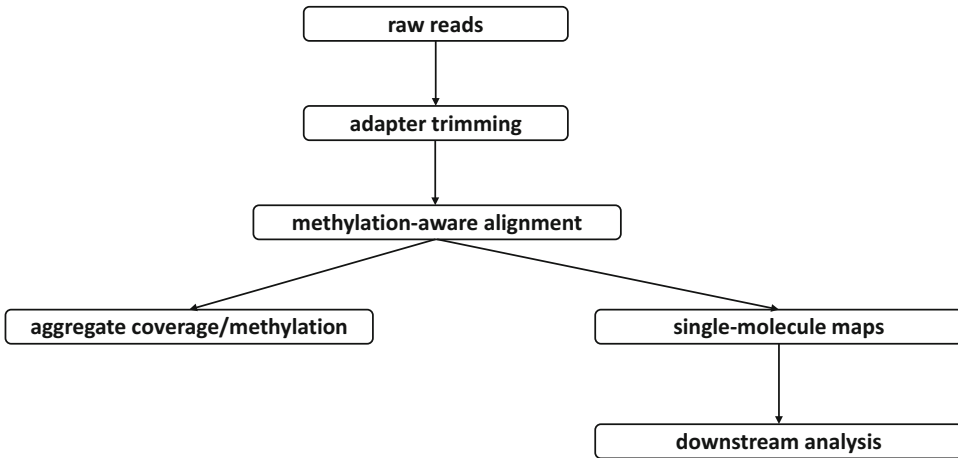 raw reads
adapter trimming
methylation-aware alignment
aggregate coverage/methylation
single-molecule maps
downstream analysis